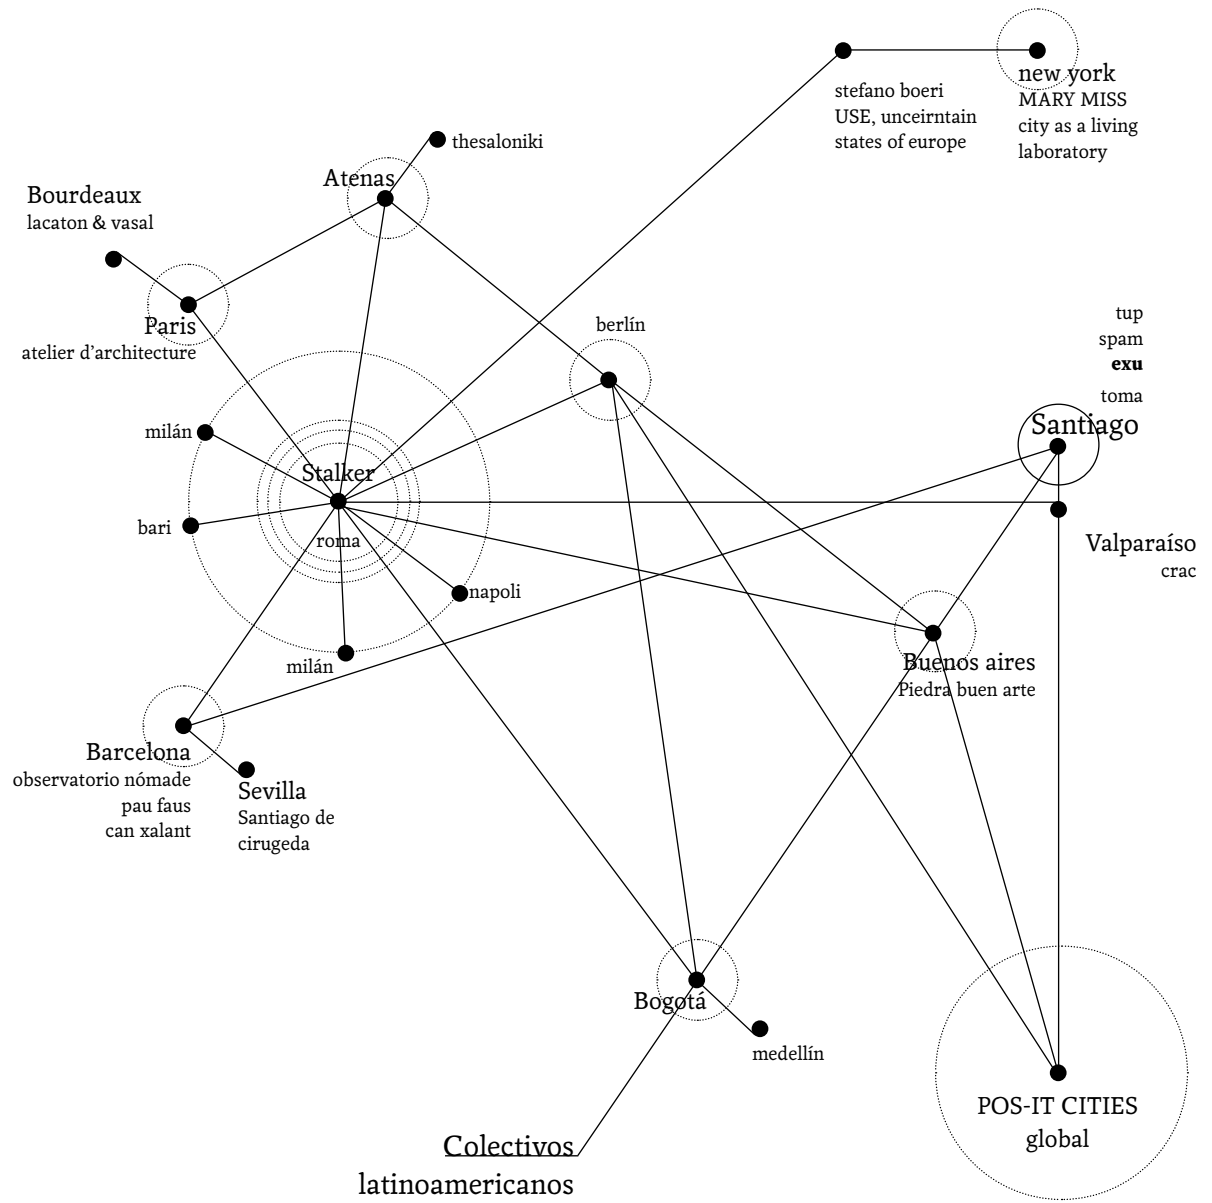 new york
MARY MISS
city as a living
laboratory
stefano boeri
USE, unceirntain
states of europe
thesaloniki
Atenas
Bourdeaux
lacaton & vasal
Paris
atelier d’architecture
berlín
tup
spam
exu
toma
Santiago
milán
Stalker
bari
roma
Valparaíso
crac
napoli
milán
Buenos aires
Piedra buen arte
Barcelona
observatorio nómade
pau faus
can xalant
Sevilla
Santiago de
cirugeda
Bogotá
medellín
POS-IT CITIES
global
Colectivos
latinoamericanos